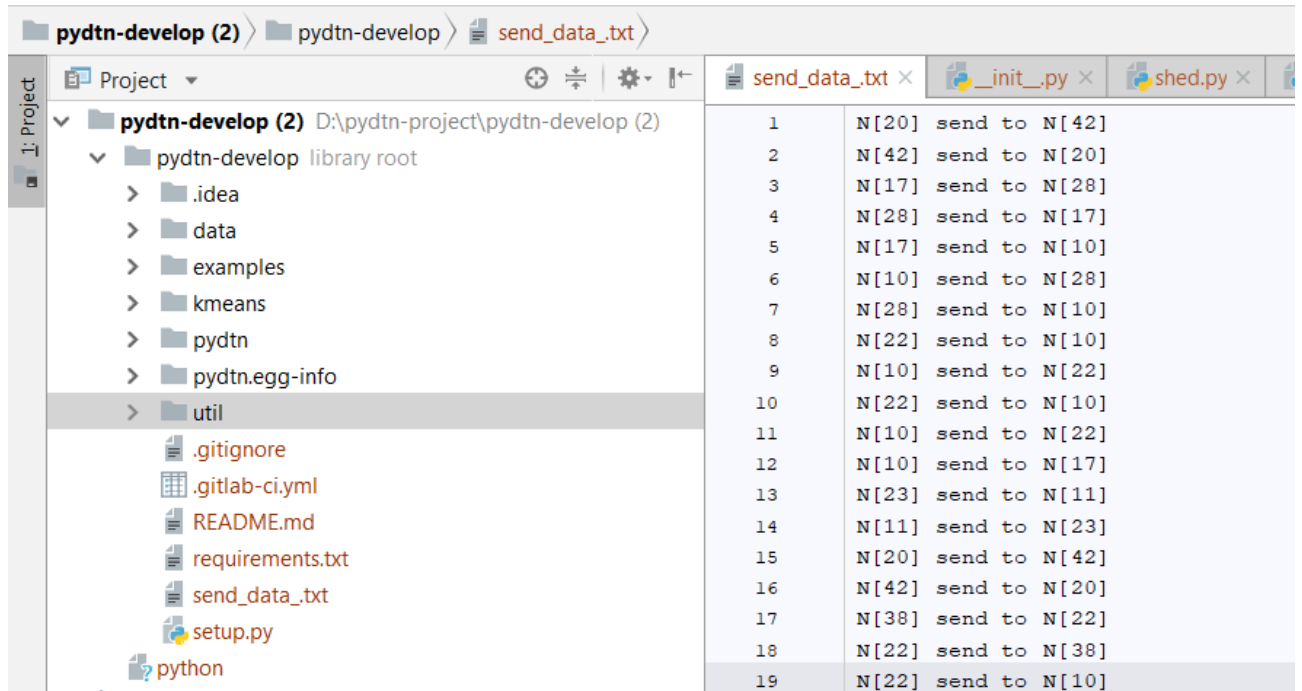 pydtn-develop (2) pydtn-develop send_data_.txt
1: Project
Project
send_data_.txt __init__.py shed.py
pydtn-develop (2) D:\pydtn-project\pydtn-develop (2)
pydtn-develop library root
.idea
data
examples
kmeans
pydtn
pydtn.egg-info
util
.gitignore
.gitlab-ci.yml
README.md
requirements.txt
send_data_.txt
setup.py
python
1 N[20] send to N[42]
2 N[42] send to N[20]
3 N[17] send to N[28]
4 N[28] send to N[17]
5 N[17] send to N[10]
6 N[10] send to N[28]
7 N[28] send to N[10]
8 N[22] send to N[10]
9 N[10] send to N[22]
10 N[22] send to N[10]
11 N[10] send to N[22]
12 N[10] send to N[17]
13 N[23] send to N[11]
14 N[11] send to N[23]
15 N[20] send to N[42]
16 N[42] send to N[20]
17 N[38] send to N[22]
18 N[22] send to N[38]
19 N[22] send to N[10]